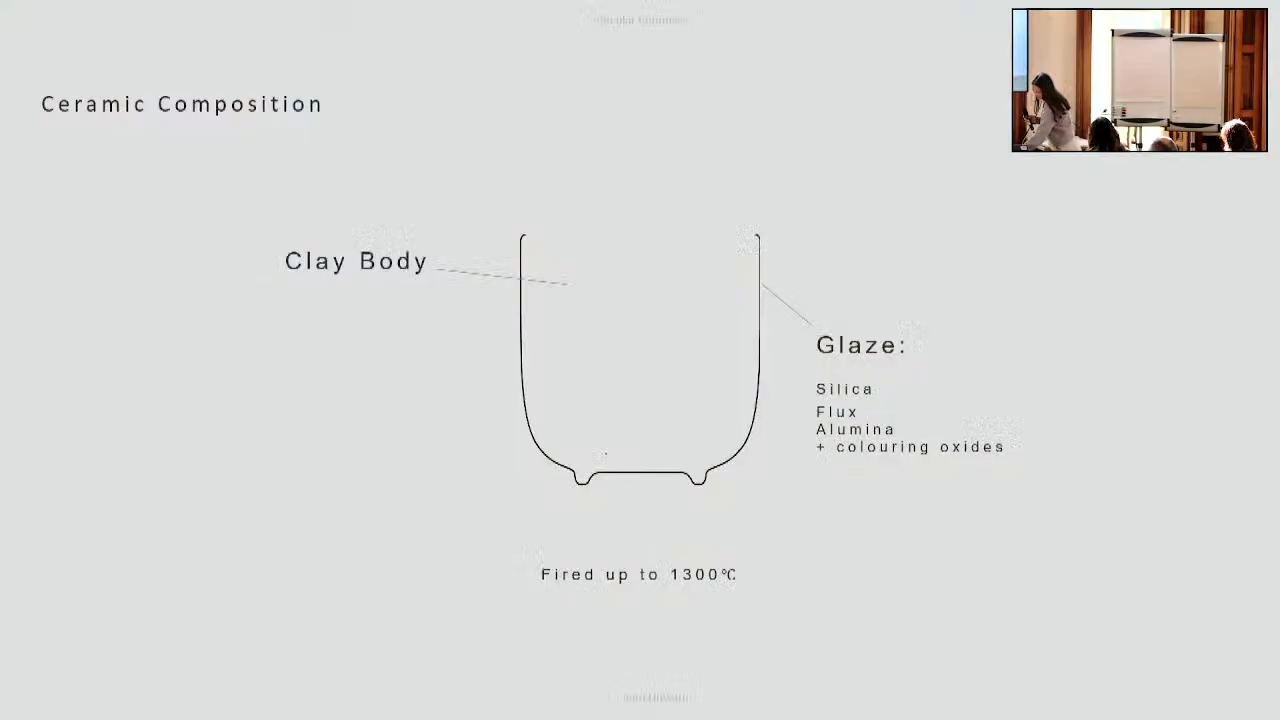 Ceramic Composition
Clay Body
Glaze:
Silica
Flux
Alumina
+ colouring oxides
Fired up to 1300℃